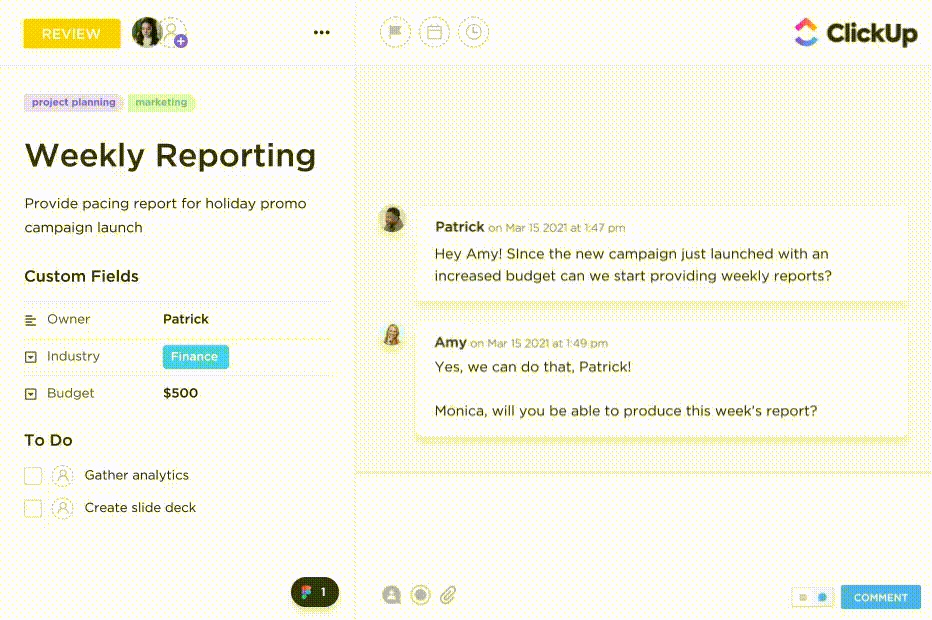 REVIEW
ClickUp
project planning
marketing
Weekly Reporting
Provide pacing report for holiday promo
campaign launch
Custom Fields
Owner Patrick
Industry Finance
Budget $500
To Do
Gather analytics
Create slide deck
1
Patrick on Mar 15 2021 at 1:47 pm
Hey Amy! SInce the new campaign just launched with an
increased budget can we start providing weekly reports?
Amy on Mar 15 2021 at 1:49 pm
Yes, we can do that, Patrick!
Monica, will you be able to produce this week's report?
COMMENT